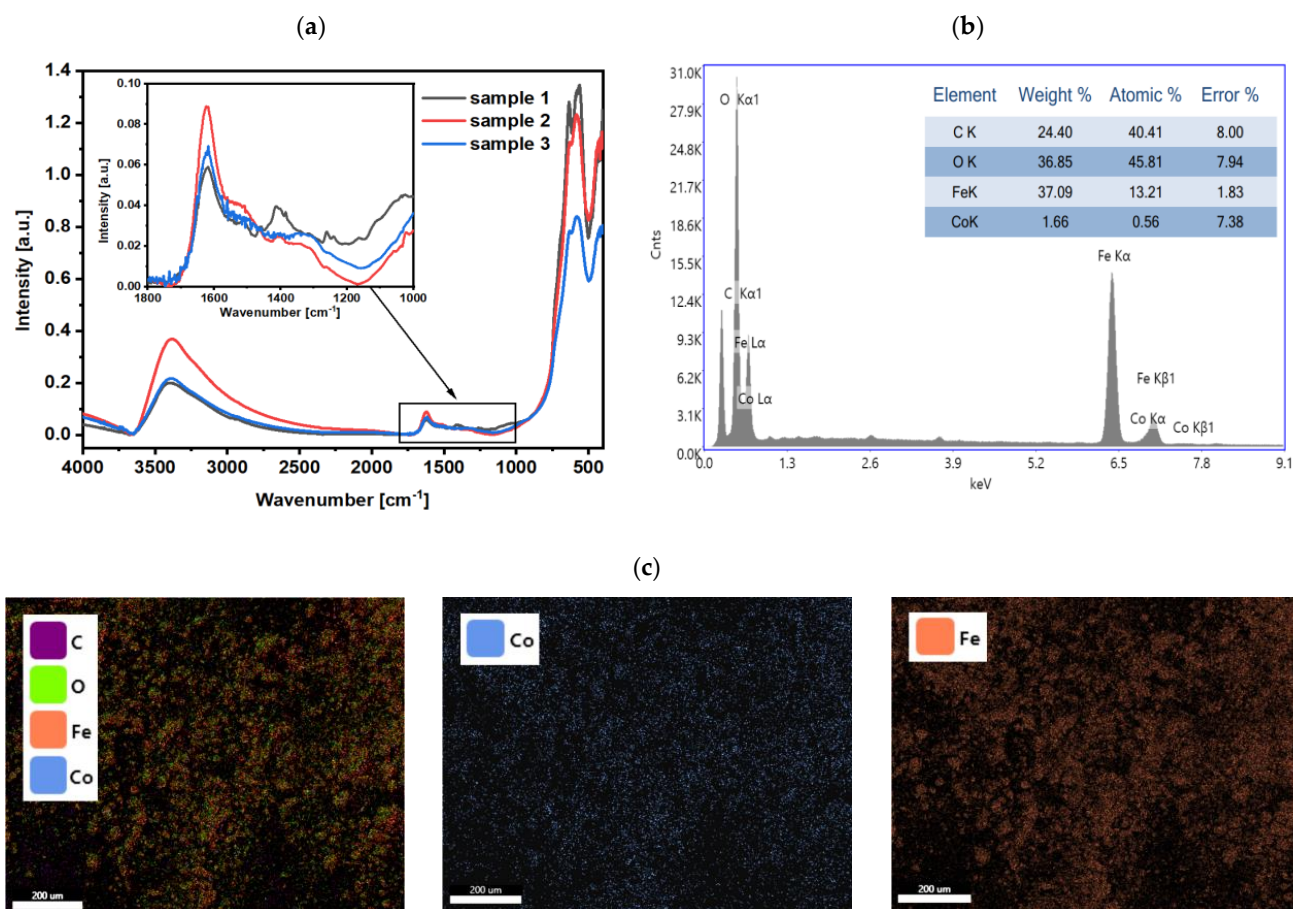 (a)
1.4
1.2
1.0
0.8
0.6
0.4
0.2
0.0
Intensity [a.u.]
4000 3500 3000 2500 2000 1500 1000 500
Wavenumber [cm-1]
sample 1
sample 2
sample 3
0.10
0.08
0.06
0.04
0.02
0.00
Intensity [a.u.]
1800 1600 1400 1200 1000
Wavenumber [cm-1]
(b)
31.0K
27.9K
24.8K
21.7K
18.6K
15.5K
12.4K
9.3K
6.2K
3.1K
0.0K
Cnts
0.0 1.3 2.6 3.9 5.2 6.5 7.8 9.1
keV
O Kα1
C Kα1
Fe Lα
Co Lα
Fe Kα
Fe Kβ1
Co Kα
Co Kβ1
Element Weight % Atomic % Error %
C K 24.40 40.41 8.00
O K 36.85 45.81 7.94
FeK 37.09 13.21 1.83
CoK 1.66 0.56 7.38
(c)
C
O
Fe
Co
200 um
Co
200 um
Fe
200 um